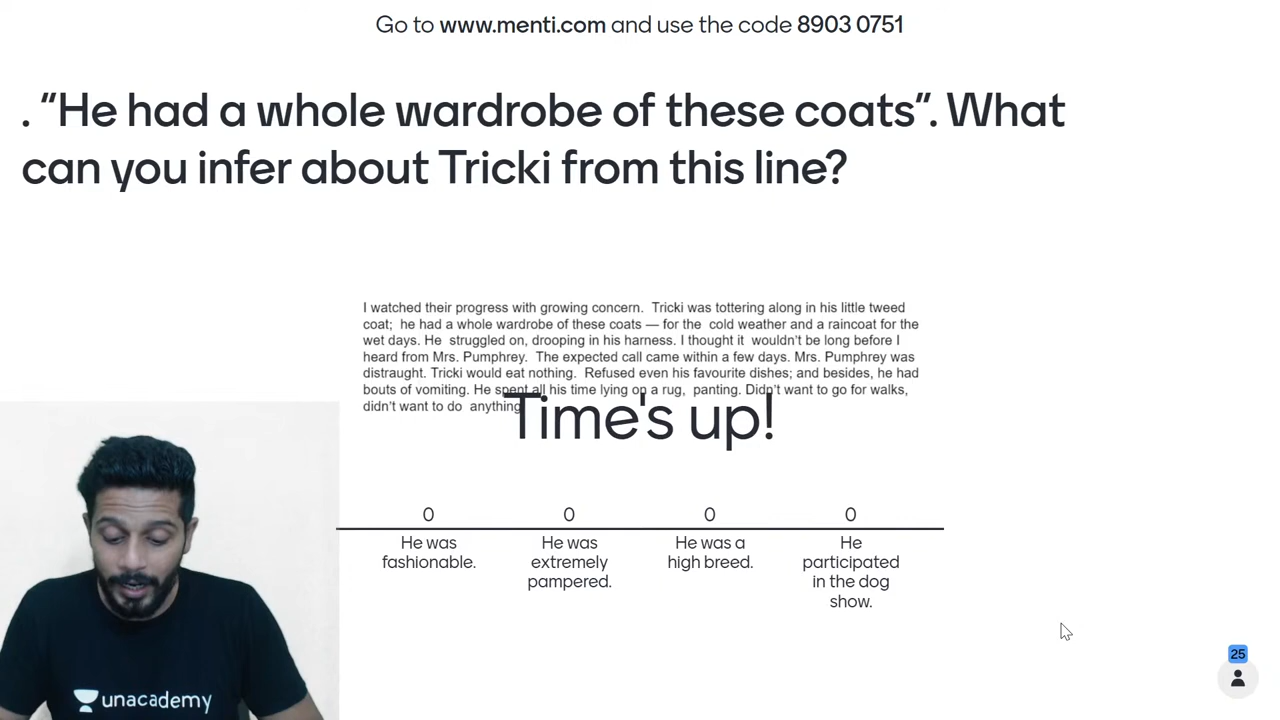 Go to www.menti.com and use the code 8903 0751
. "He had a whole wardrobe of these coats". What
can you infer about Tricki from this line?
I watched their progress with growing concern. Tricki was tottering along in his little tweed
coat; he had a whole wardrobe of these coats — for the cold weather and a raincoat for the
wet days. He struggled on, drooping in his harness. I thought it wouldn't be long before I
heard from Mrs. Pumphrey. The expected call came within a few days. Mrs. Pumphrey was
distraught. Tricki would eat nothing. Refused even his favourite dishes; and besides, he had
bouts of vomiting. He spent all his time lying on a rug, panting. Didn't want to go for walks,
didn't want to do anything
Time's up!
0 0 0 0
He was
fashionable.
He was
extremely
pampered.
He was a
high breed.
He
participated
in the dog
show.
25
unacademy